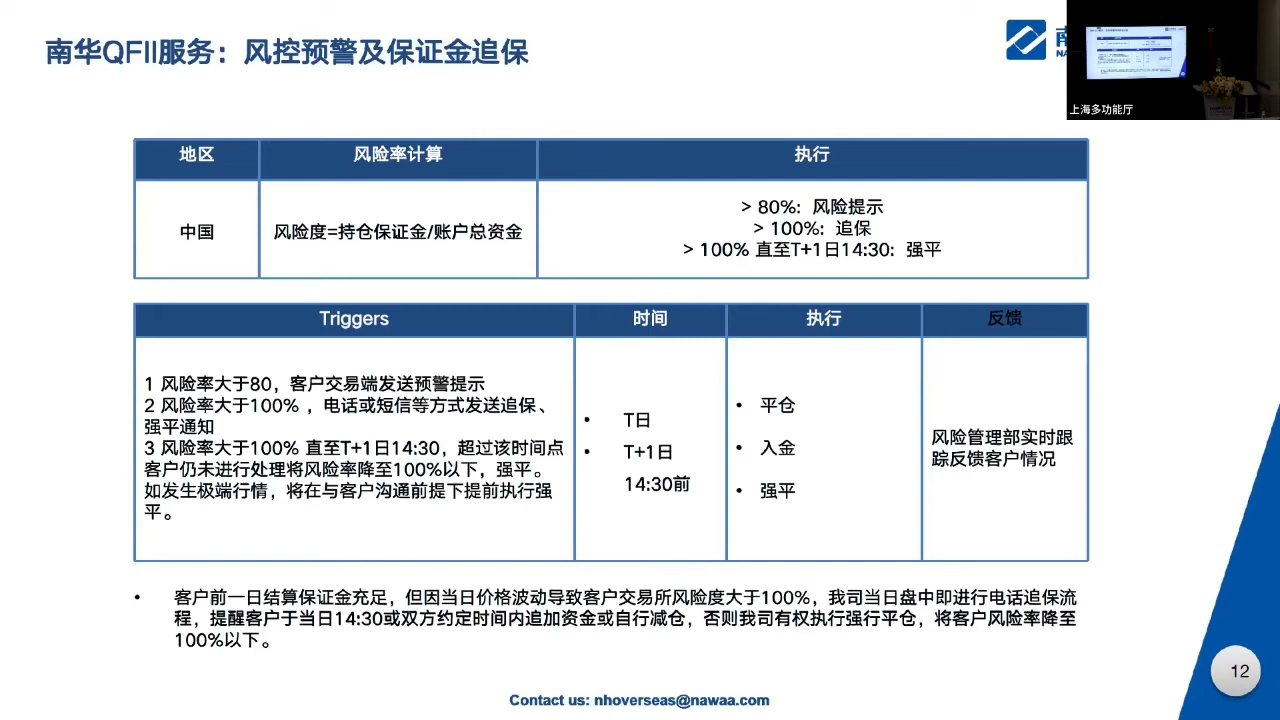 南华QFII服务：风控预警及保证金追保
上海多功能厅
地区 风险率计算 执行
中国 风险度=持仓保证金/账户总资金
> 80%: 风险提示
> 100%: 追保
> 100% 直至T+1日14:30: 强平
Triggers 时间 执行 反馈
1 风险率大于80，客户交易端发送预警提示
2 风险率大于100% ，电话或短信等方式发送追保、
强平通知
3 风险率大于100% 直至T+1日14:30，超过该时间点
客户仍未进行处理将风险率降至100%以下，强平。
如发生极端行情，将在与客户沟通前提下提前执行强
平。
• T日
• T+1日
14:30前
• 平仓
• 入金
• 强平
风险管理部实时跟
踪反馈客户情况
• 客户前一日结算保证金充足，但因当日价格波动导致客户交易所风险度大于100%，我司当日盘中即进行电话追保流
程，提醒客户于当日14:30或双方约定时间内追加资金或自行减仓，否则我司有权执行强行平仓，将客户风险率降至
100%以下。
12
Contact us: nhoverseas@nawaa.com